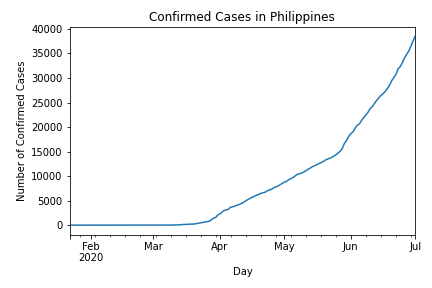 Confirmed Cases in Philippines
Number of Confirmed Cases
40000
35000
30000
25000
20000
15000
10000
5000
0
Feb Mar Apr May Jun Jul
2020
Day